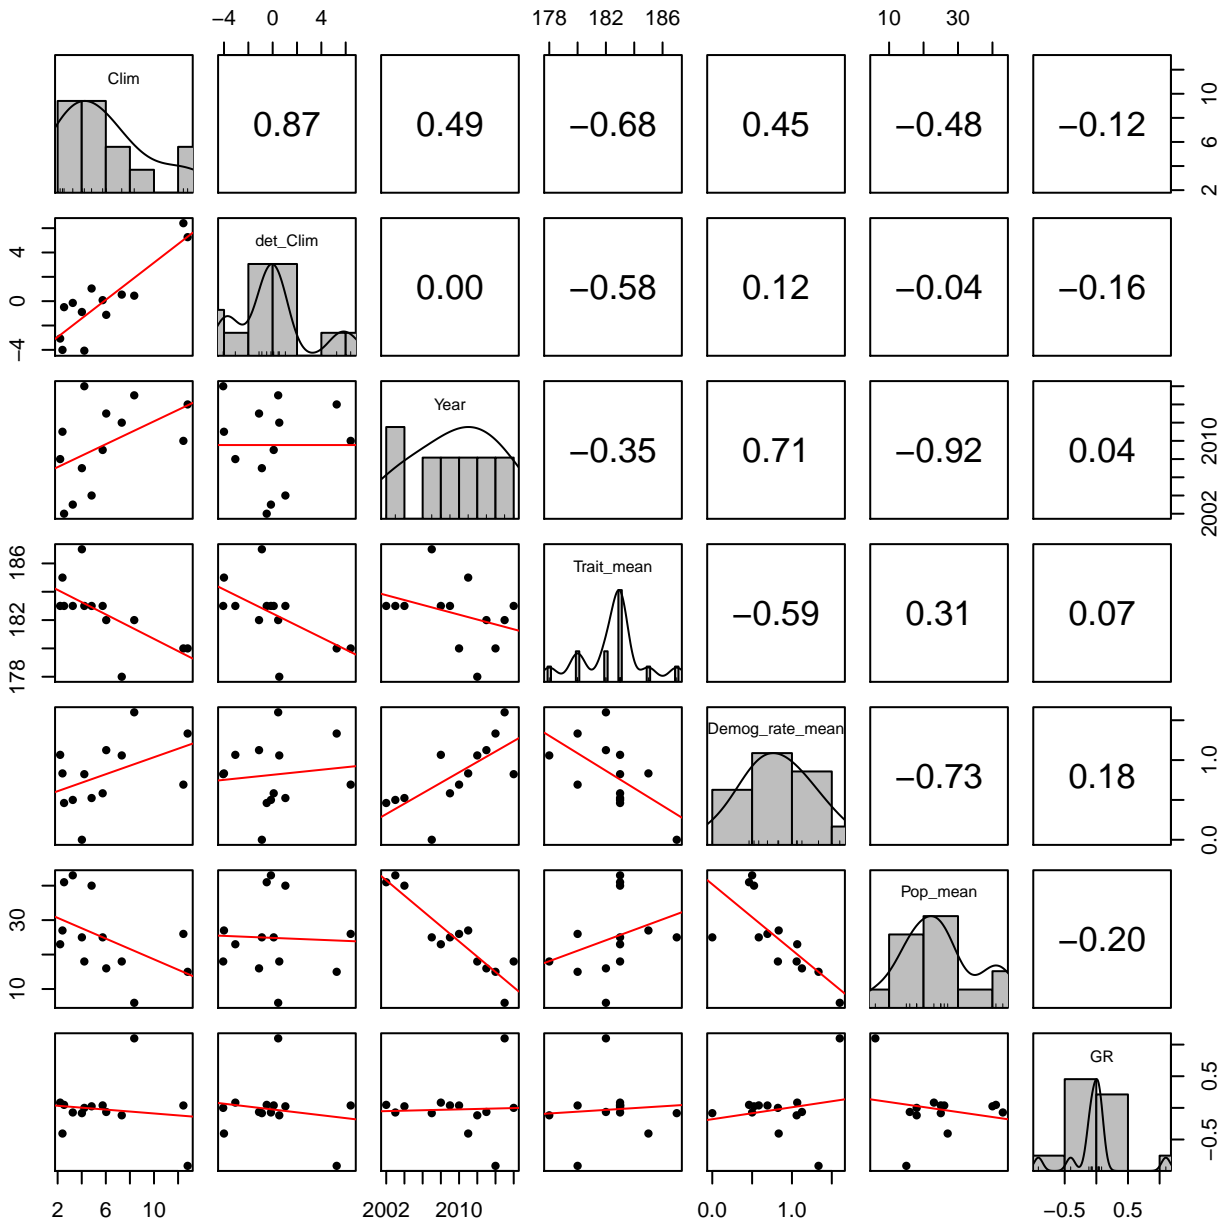 −4 0 4 178 182 186 10 30
Clim
0.87 0.49 −0.68 0.45 −0.48 −0.12
2 6 10
det_Clim
0.00 −0.58 0.12 −0.04 −0.16
−4 0 4
Year
−0.35 0.71 −0.92 0.04
2002 2010
Trait_mean
−0.59 0.31 0.07
178 182 186
Demog_rate_mean
−0.73 0.18
0.0 1.0
Pop_mean
−0.20
10 30
GR
−0.5 0.5
2 6 10 2002 2010 0.0 1.0 −0.5 0.5